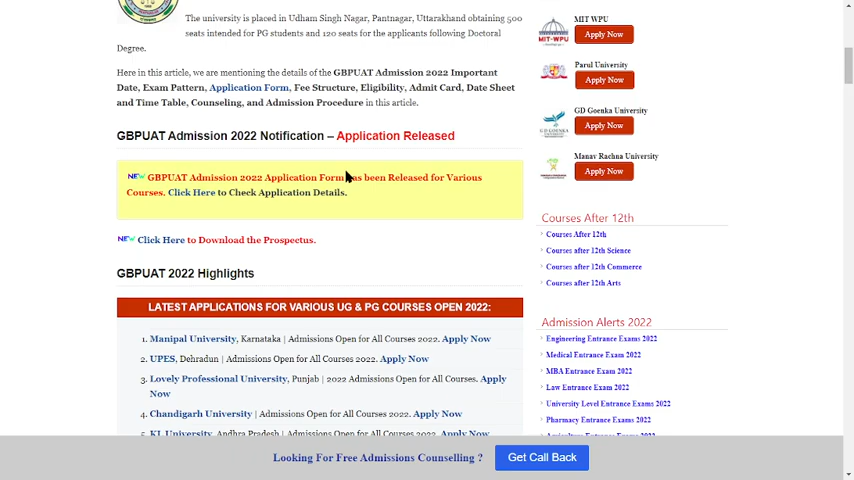 The university is placed in Udham Singh Nagar, Pantnagar, Uttarakhand obtaining 500
seats intended for PG students and 120 seats for the applicants following Doctoral
Degree.
Here in this article, we are mentioning the details of the GBPUAT Admission 2022 Important
Date, Exam Pattern, Application Form, Fee Structure, Eligibility, Admit Card, Date Sheet
and Time Table, Counseling, and Admission Procedure in this article.
GBPUAT Admission 2022 Notification – Application Released
NEW GBPUAT Admission 2022 Application Form has been Released for Various
Courses. Click Here to Check Application Details.
NEW Click Here to Download the Prospectus.
GBPUAT 2022 Highlights
LATEST APPLICATIONS FOR VARIOUS UG & PG COURSES OPEN 2022:
1. Manipal University, Karnataka | Admissions Open for All Courses 2022. Apply Now
2. UPES, Dehradun | Admissions Open for All Courses 2022. Apply Now
3. Lovely Professional University, Punjab | 2022 Admissions Open for All Courses. Apply
Now
4. Chandigarh University | Admissions Open for All Courses 2022. Apply Now
5. KL University, Andhra Pradesh | Admissions Open for All Courses 2022. Apply Now
MIT WPU
MIT-WPU
Apply Now
Parul University
Apply Now
GD Goenka University
Apply Now
Manav Rachna University
Apply Now
Courses After 12th
Courses After 12th
Courses after 12th Science
Courses after 12th Commerce
Courses after 12th Arts
Admission Alerts 2022
Engineering Entrance Exams 2022
Medical Entrance Exam 2022
MBA Entrance Exam 2022
Law Entrance Exam 2022
University Level Entrance Exams 2022
Pharmacy Entrance Exams 2022
Agriculture Entrance Exams 2022
Looking For Free Admissions Counselling ?
Get Call Back